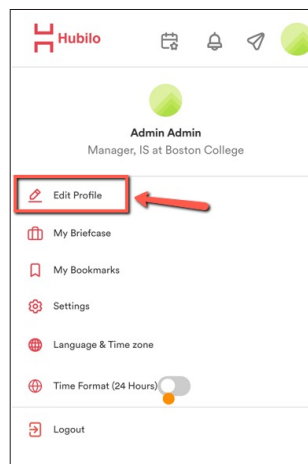 Hubilo
Admin Admin
Manager, IS at Boston College
Edit Profile
My Briefcase
My Bookmarks
Settings
Language & Time zone
Time Format (24 Hours)
Logout